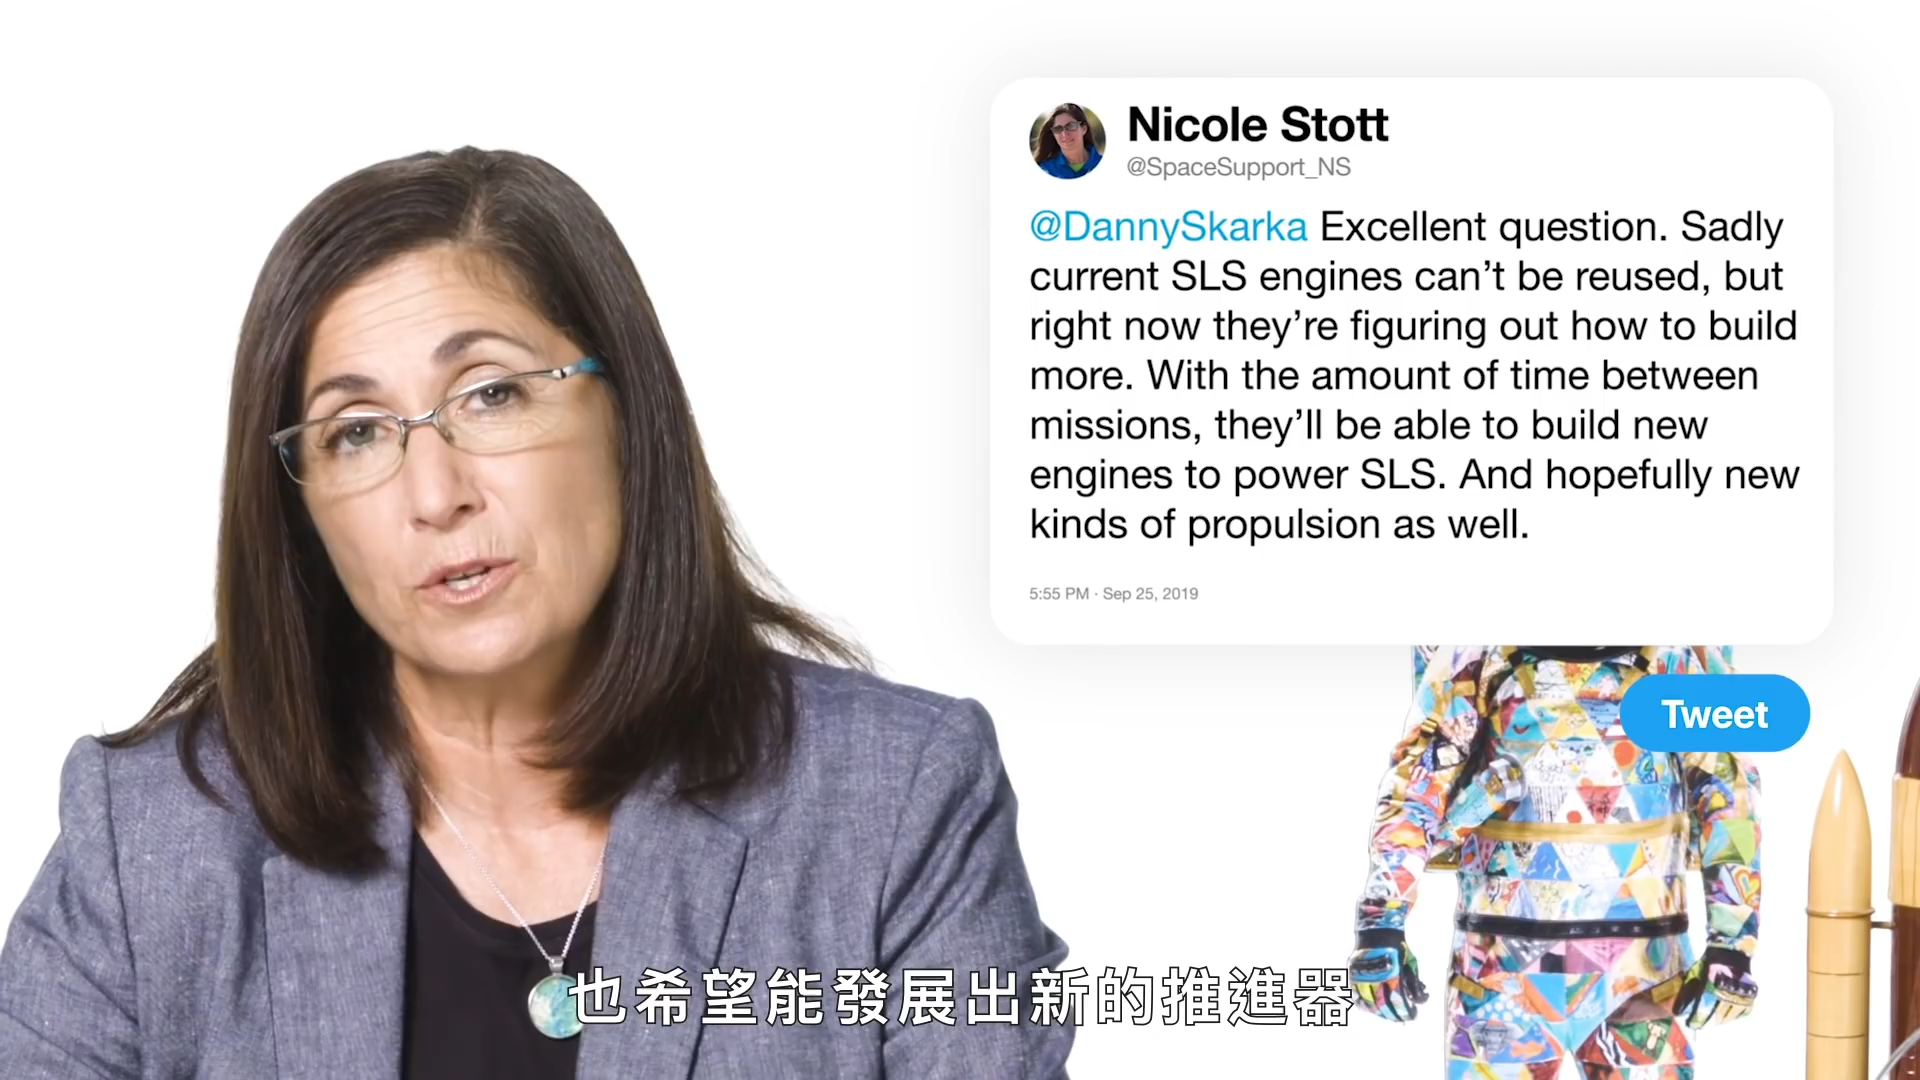 Nicole Stott
@SpaceSupport_NS
@DannySkarka Excellent question. Sadly
current SLS engines can’t be reused, but
right now they’re figuring out how to build
more. With the amount of time between
missions, they’ll be able to build new
engines to power SLS. And hopefully new
kinds of propulsion as well.
5:55 PM · Sep 25, 2019
Tweet
也希望能發展出新的推進器